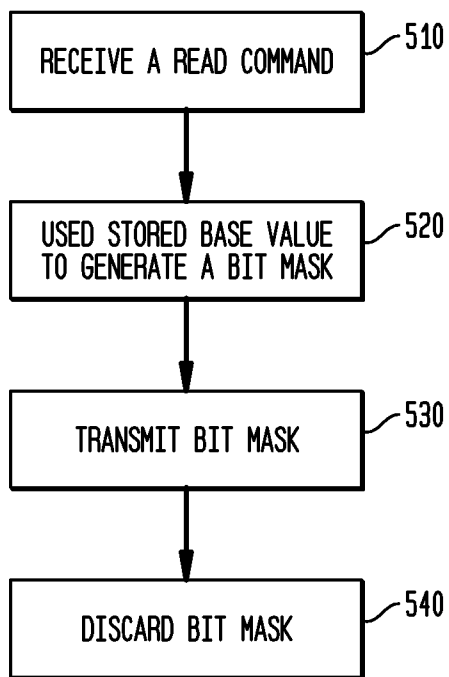 RECEIVE A READ COMMAND
510
USED STORED BASE VALUE
TO GENERATE A BIT MASK
520
TRANSMIT BIT MASK
530
DISCARD BIT MASK
540